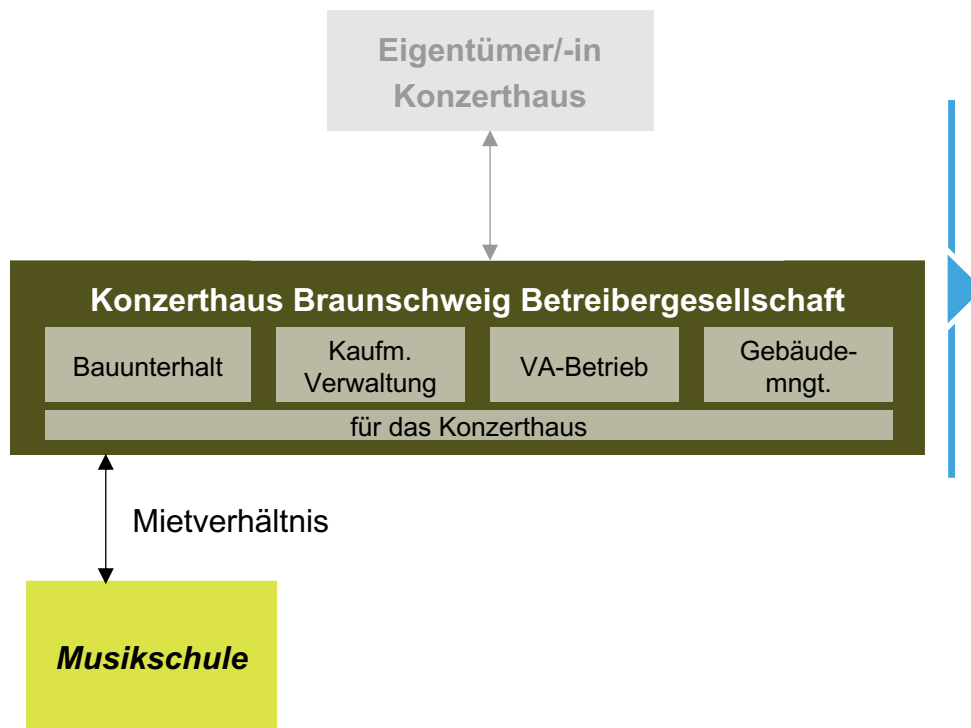 Eigentümer/-in
Konzerthaus
Konzerthaus Braunschweig Betreibergesellschaft
Bauunterhalt
Kaufm.
Verwaltung
VA-Betrieb
Gebäude-
mngt.
für das Konzerthaus
Mietverhältnis
Musikschule